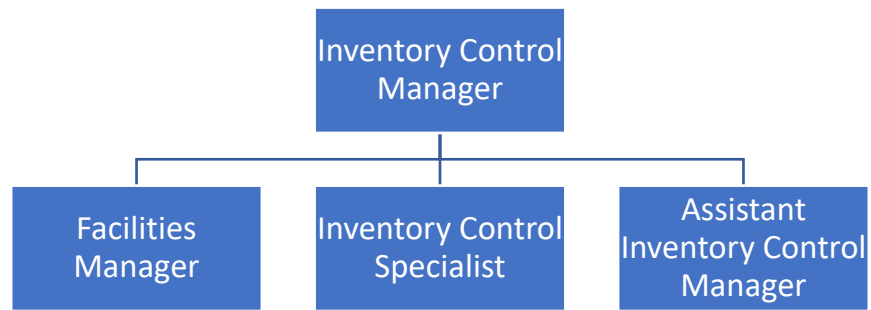 Inventory Control
Manager
Facilities
Manager
Inventory Control
Specialist
Assistant
Inventory Control
Manager